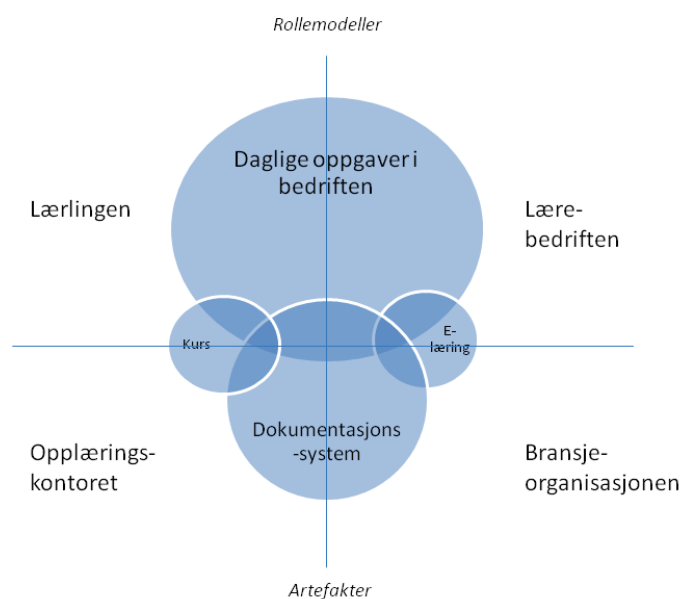 Rollemodeller
Daglige oppgaver i
bedriften
Lærlingen
Lære-
bedriften
Kurs
E-
læring
Dokumentasjons
-system
Opplærings-
kontoret
Bransje-
organisasjonen
Artefakter